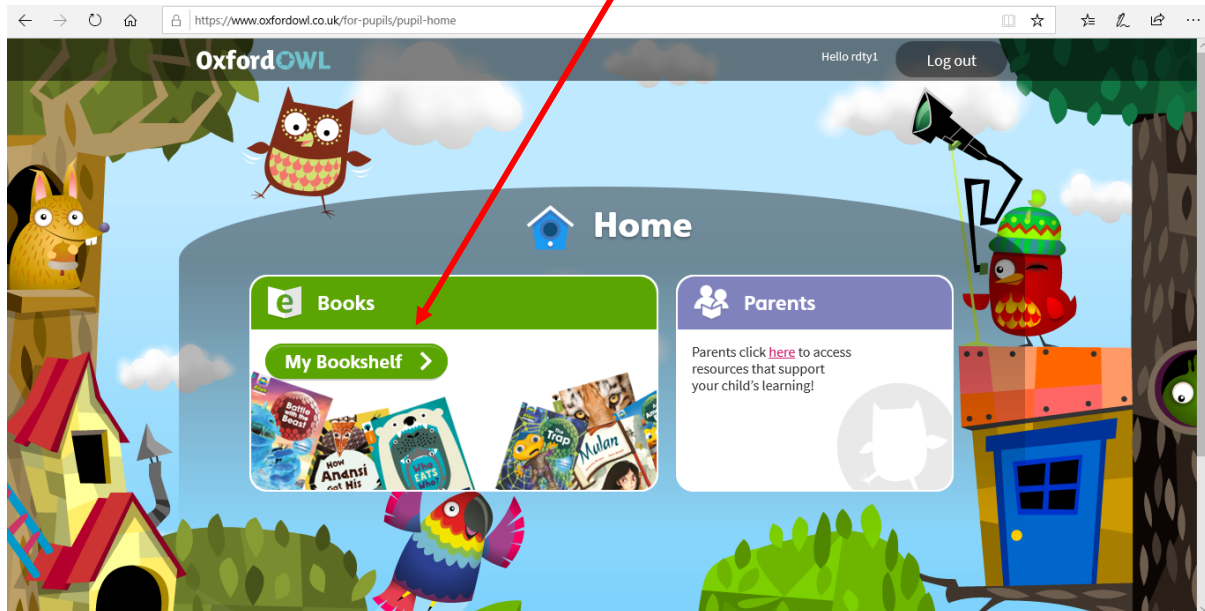 https://www.oxfordowl.co.uk/for-pupils/pupil-home
OxfordOWL
Hello rdty1
Log out
Home
e
Books
My Bookshelf
Battle
with the
Beast
How
Anansi
got His
Who
EATS
Who?
The
Trap
Mulan
Parents
Parents click here to access
resources that support
your child's learning!